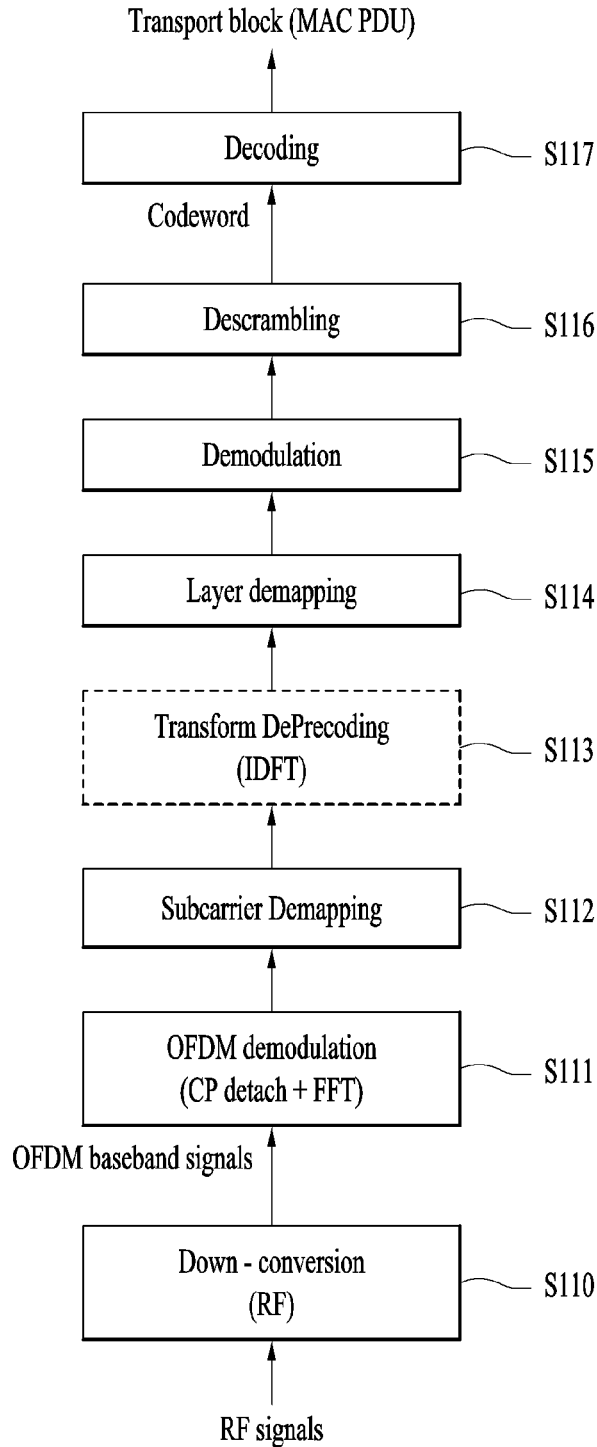 Transport block (MAC PDU)
Decoding
S117
Codeword
Descrambling
S116
Demodulation
S115
Layer demapping
S114
Transform DePrecoding
(IDFT)
S113
Subcarrier Demapping
S112
OFDM demodulation
(CP detach + FFT)
S111
OFDM baseband signals
Down - conversion
(RF)
S110
RF signals